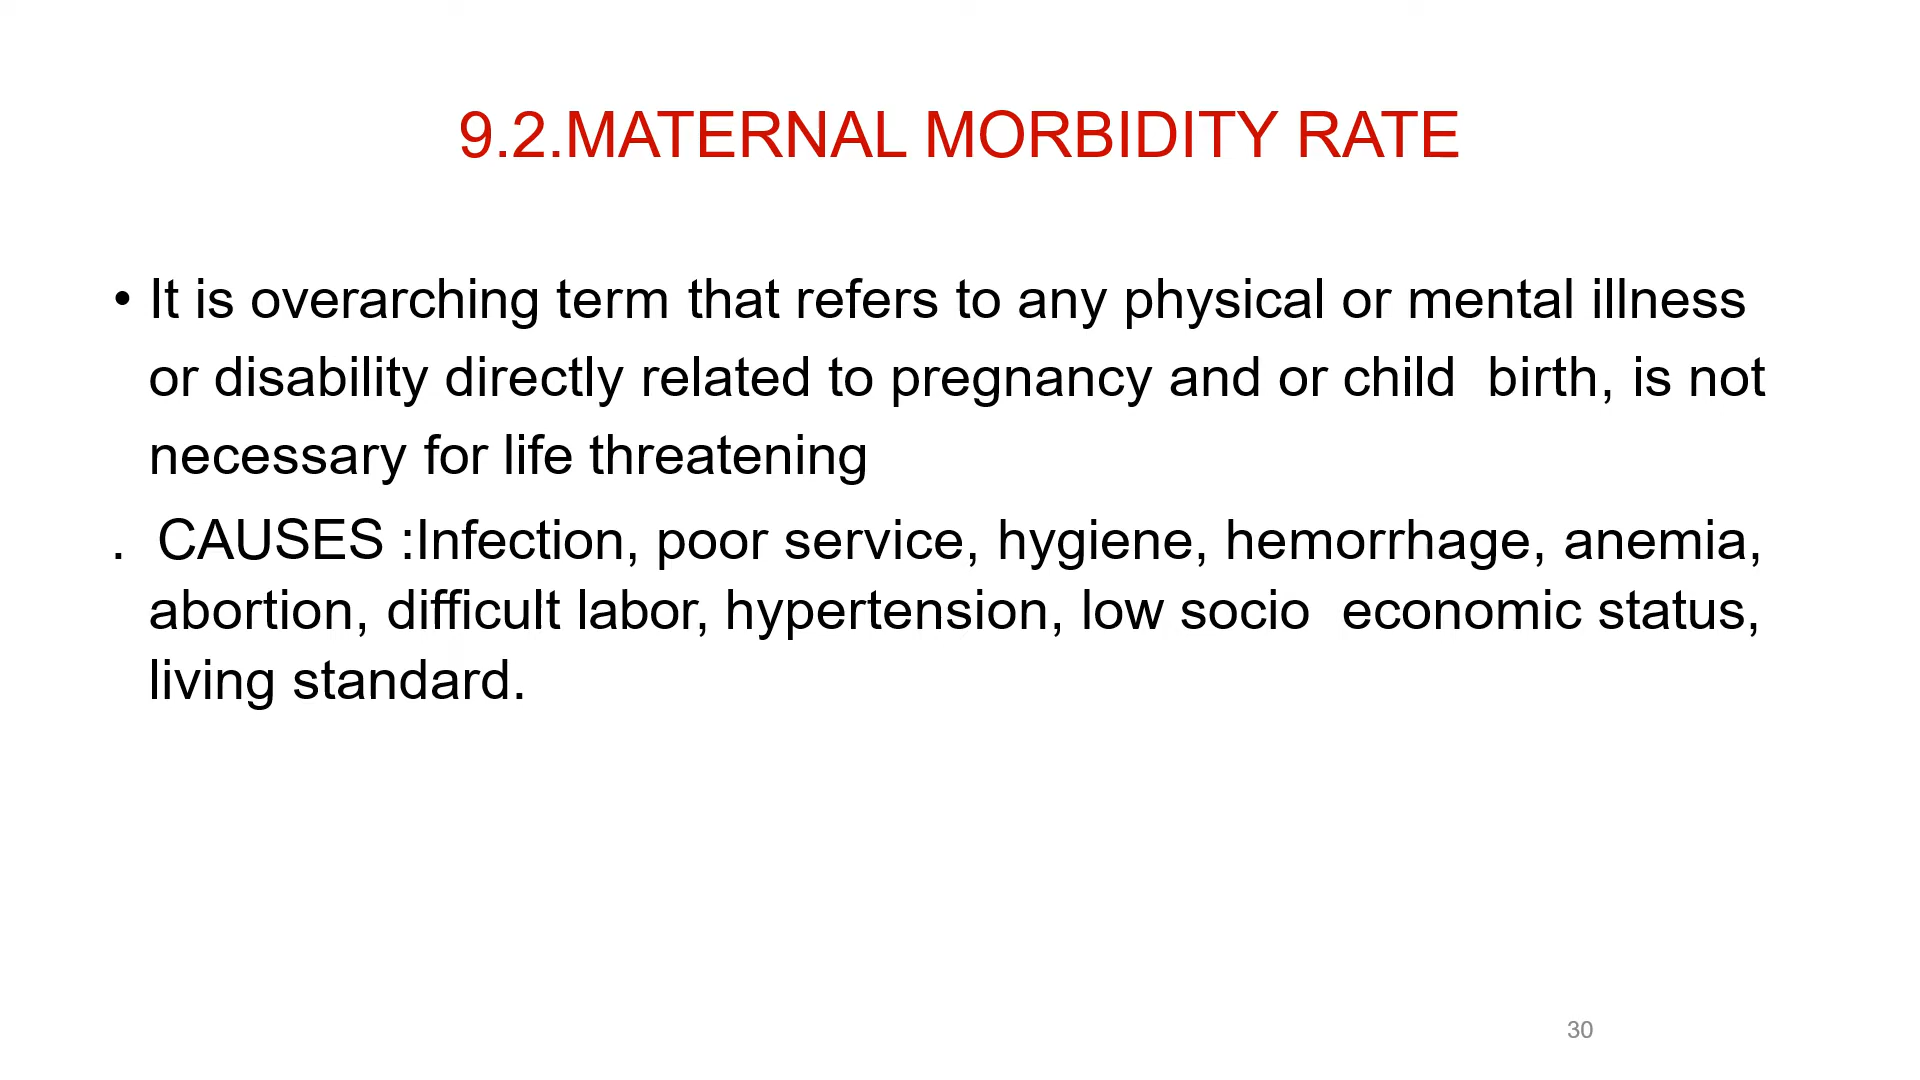 9.2.MATERNAL MORBIDITY RATE
• It is overarching term that refers to any physical or mental illness
or disability directly related to pregnancy and or child  birth, is not
necessary for life threatening
.  CAUSES :Infection, poor service, hygiene, hemorrhage, anemia,
abortion, difficult labor, hypertension, low socio  economic status,
living standard.
30